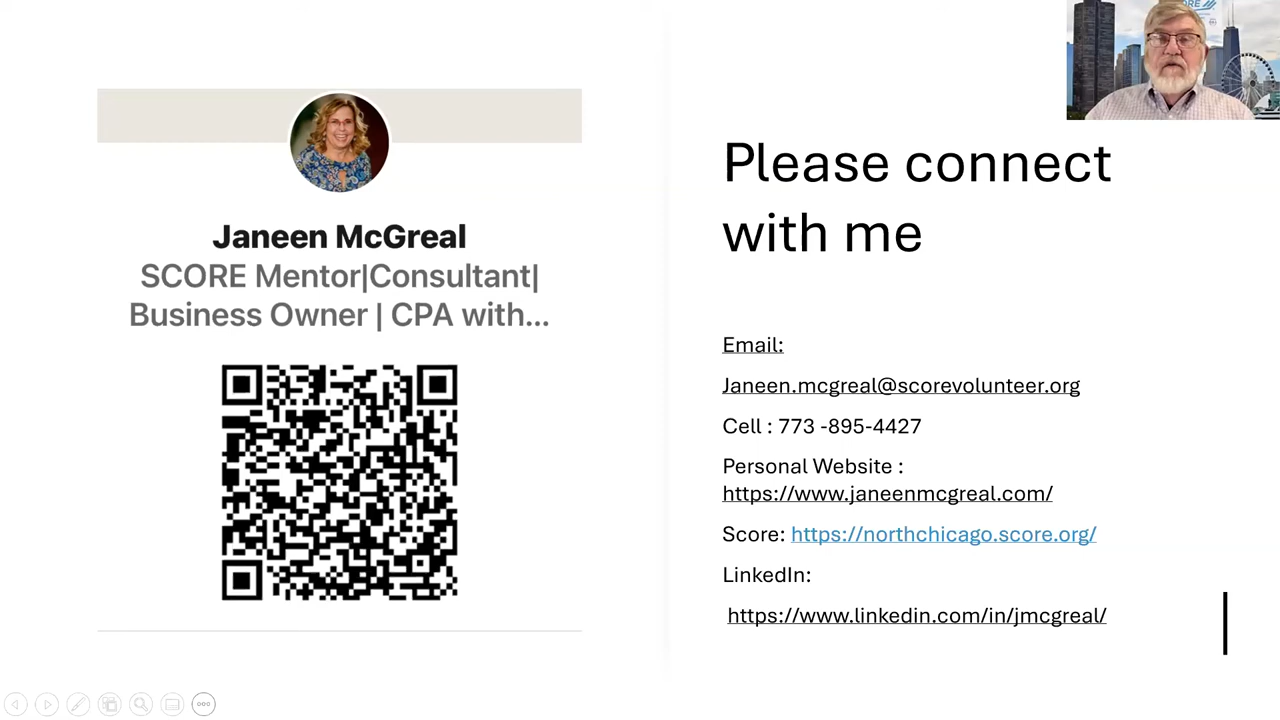 Janeen McGreal
SCORE Mentor|Consultant|
Business Owner | CPA with...
Please connect
with me
Email:
Janeen.mcgreal@scorevolunteer.org
Cell : 773 -895-4427
Personal Website :
https://www.janeenmcgreal.com/
Score: https://northchicago.score.org/
LinkedIn:
https://www.linkedin.com/in/jmcgreal/